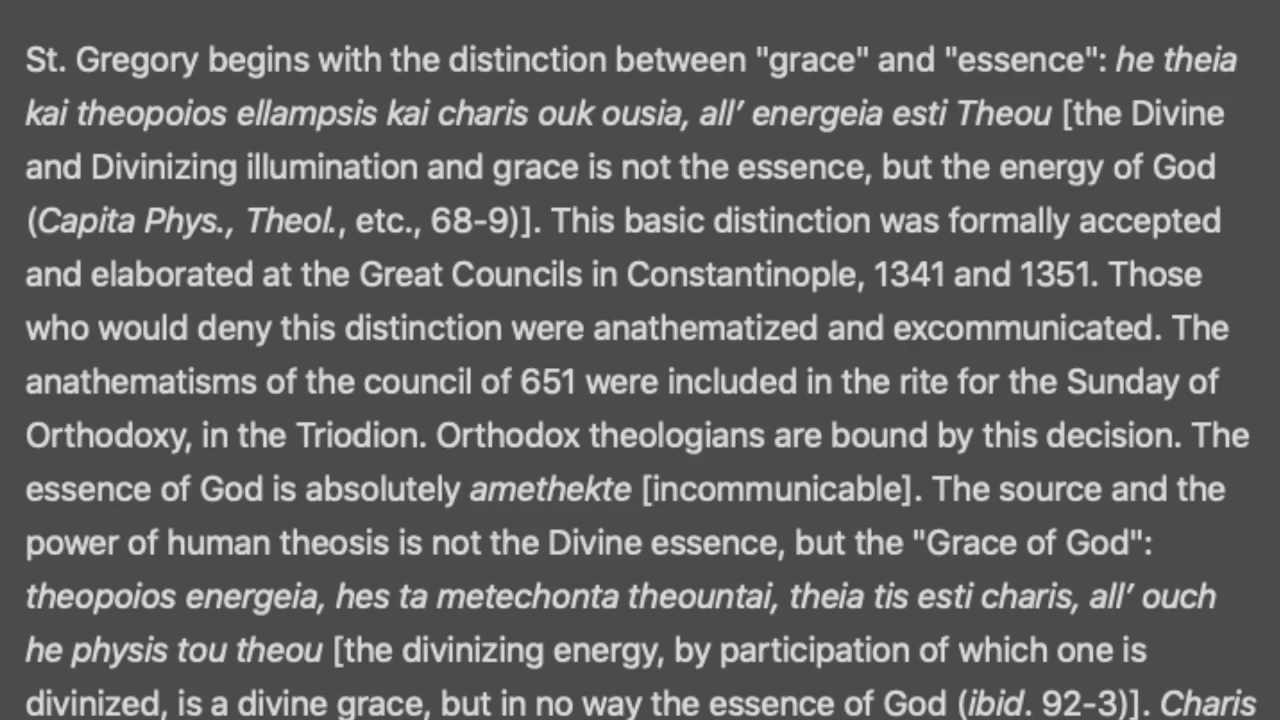 St. Gregory begins with the distinction between "grace" and "essence": he theia
kai theopoios ellampsis kai charis ouk ousia, all’ energeia esti Theou [the Divine
and Divinizing illumination and grace is not the essence, but the energy of God
(Capita Phys., Theol., etc., 68-9)]. This basic distinction was formally accepted
and elaborated at the Great Councils in Constantinople, 1341 and 1351. Those
who would deny this distinction were anathematized and excommunicated. The
anathematisms of the council of 651 were included in the rite for the Sunday of
Orthodoxy, in the Triodion. Orthodox theologians are bound by this decision. The
essence of God is absolutely amethekte [incommunicable]. The source and the
power of human theosis is not the Divine essence, but the "Grace of God":
theopoios energeia, hes ta metechonta theountai, theia tis esti charis, all’ ouch
he physis tou theou [the divinizing energy, by participation of which one is
divinized, is a divine grace, but in no way the essence of God (ibid. 92-3)]. Charis